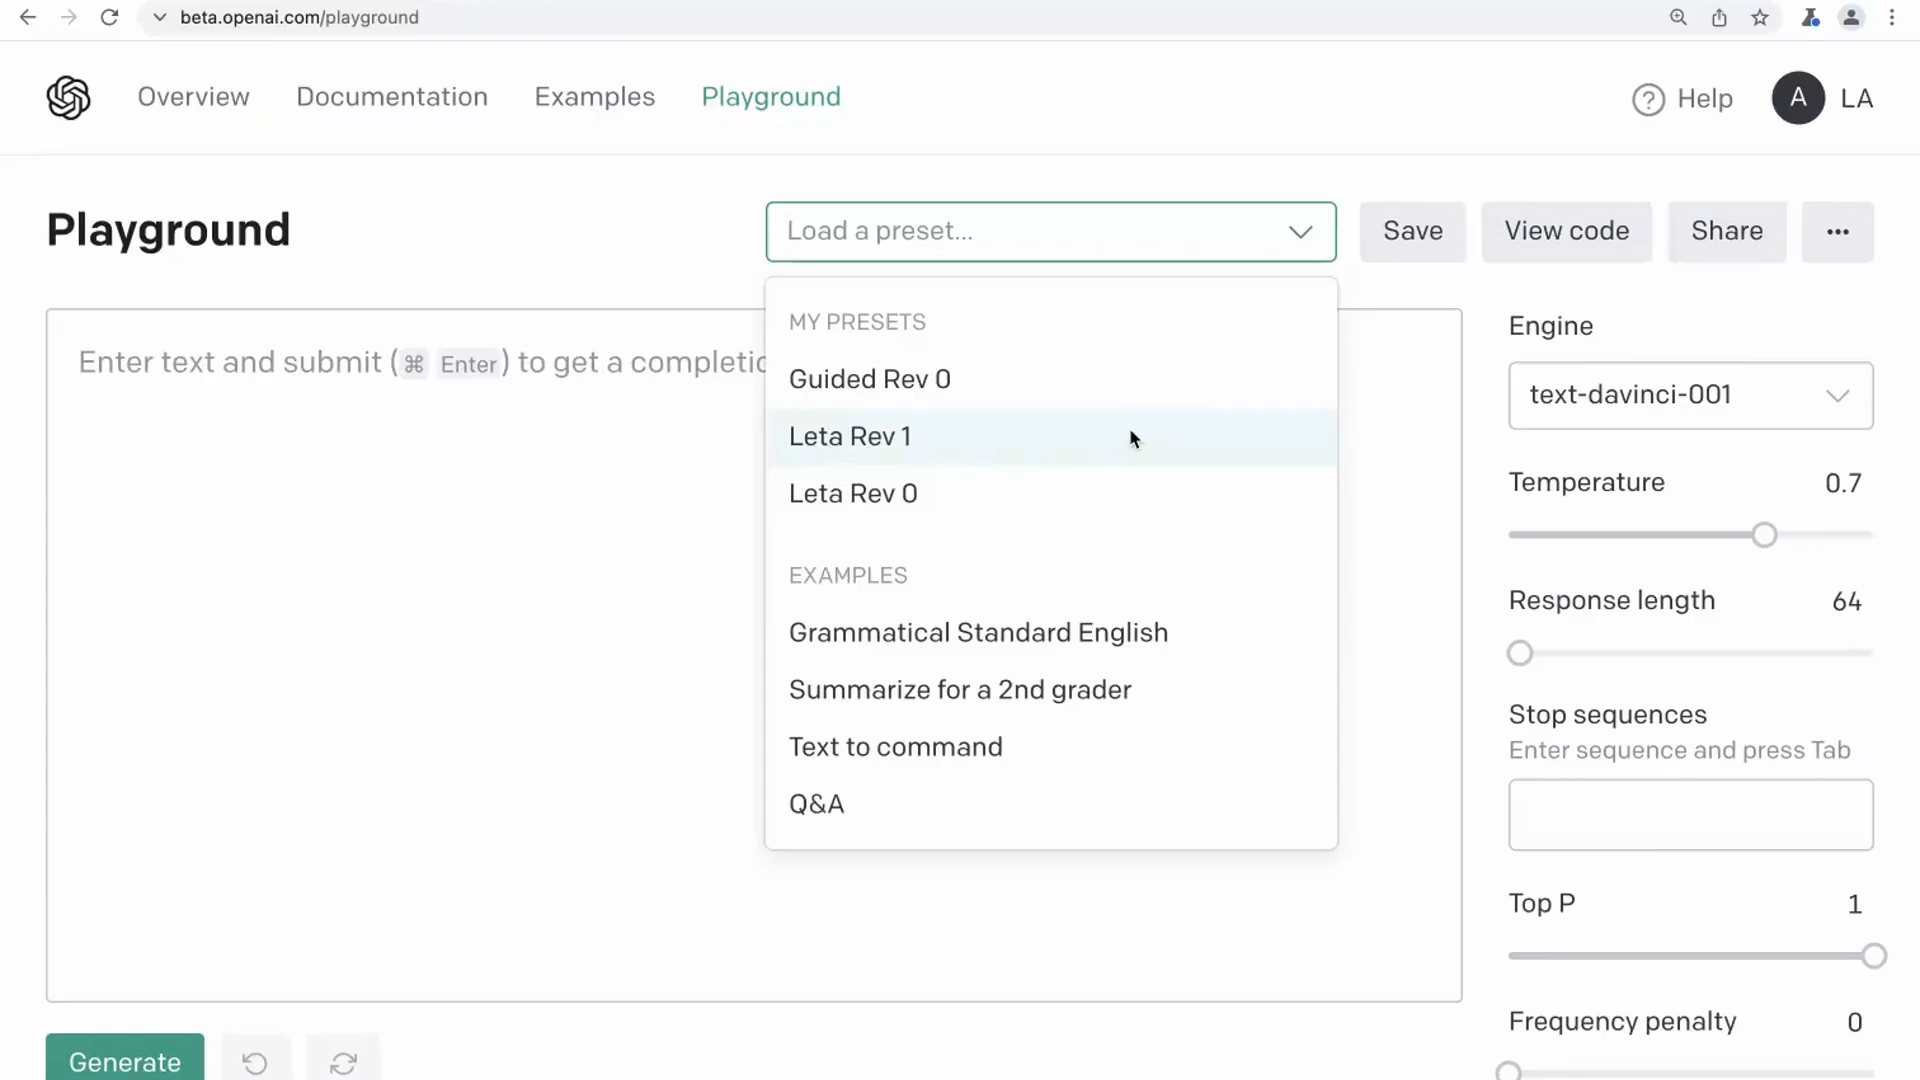 beta.openai.com/playground
Overview
Documentation
Examples
Playground
Help
A
LA
Playground
Load a preset...
Save
View code
Share
MY PRESETS
Guided Rev 0
Leta Rev 1
Leta Rev 0
EXAMPLES
Grammatical Standard English
Summarize for a 2nd grader
Text to command
Q&A
Enter text and submit (⌘ Enter) to get a completio
Engine
text-davinci-001
Temperature 0.7
Response length 64
Stop sequences
Enter sequence and press Tab
Top P 1
Frequency penalty 0
Generate